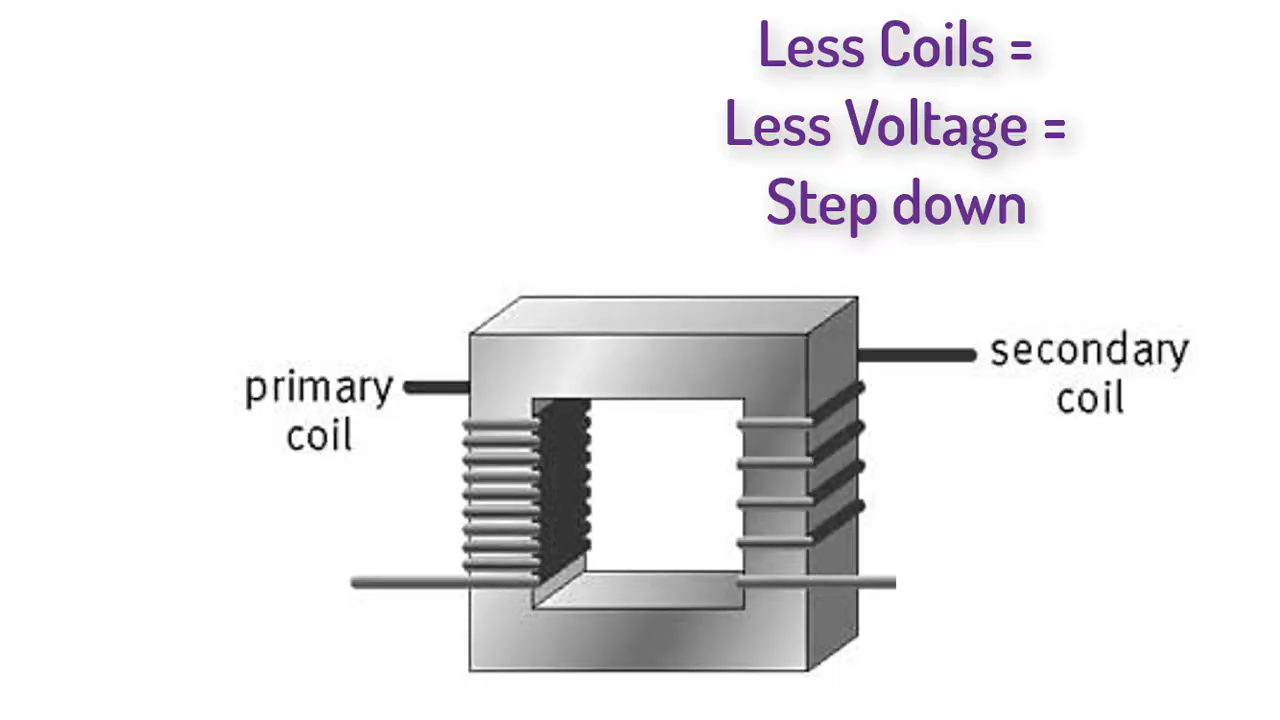 Less Coils =
Less Voltage =
Step down
primary
coil
secondary
coil